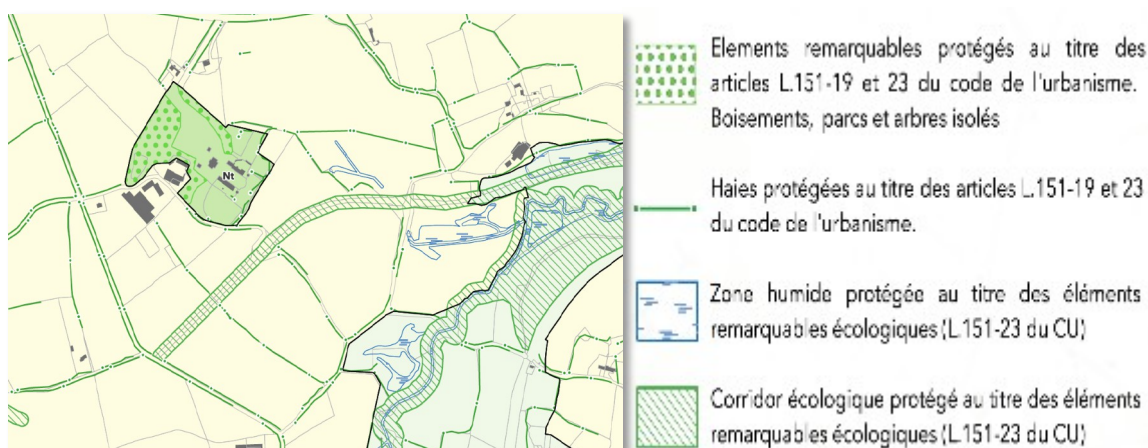 Nt
Elements remarquables protégés au titre des
articles L.151-19 et 23 du code de l'urbanisme.
Boisements, parcs et arbres isolés
Haies protégées au titre des articles L.151-19 et 23
du code de l'urbanisme.
Zone humide protégée au titre des éléments
remarquables écologiques (L.151-23 du CU)
Corridor écologique protégé au titre des éléments
remarquables écologiques (L.151-23 du CU)